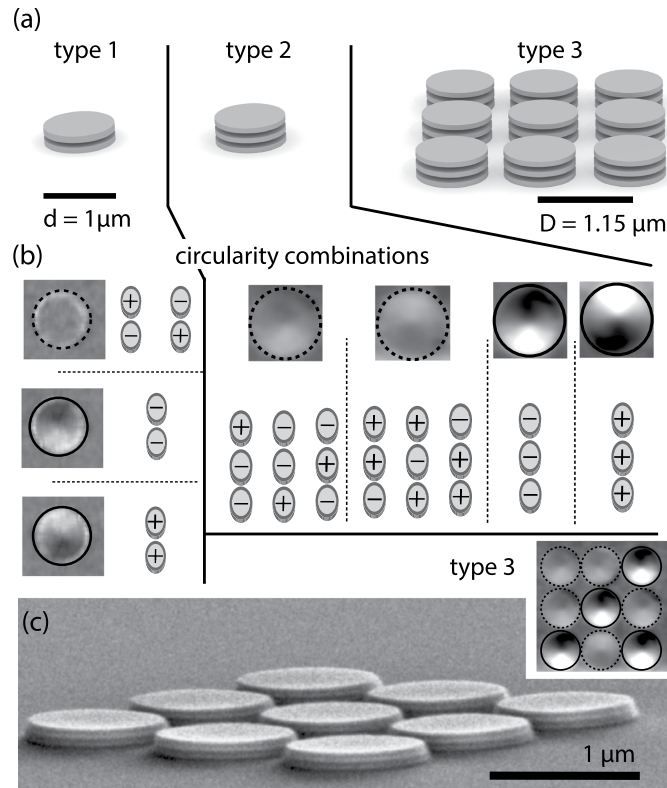 (a)
type 1
type 2
type 3
d = 1µm
D = 1.15 µm
(b)
circularity combinations
+ −
− +
−
−
+
+
+ − − + + − − +
− − + + − + − +
− + − − + + − +
type 3
(c)
1 µm